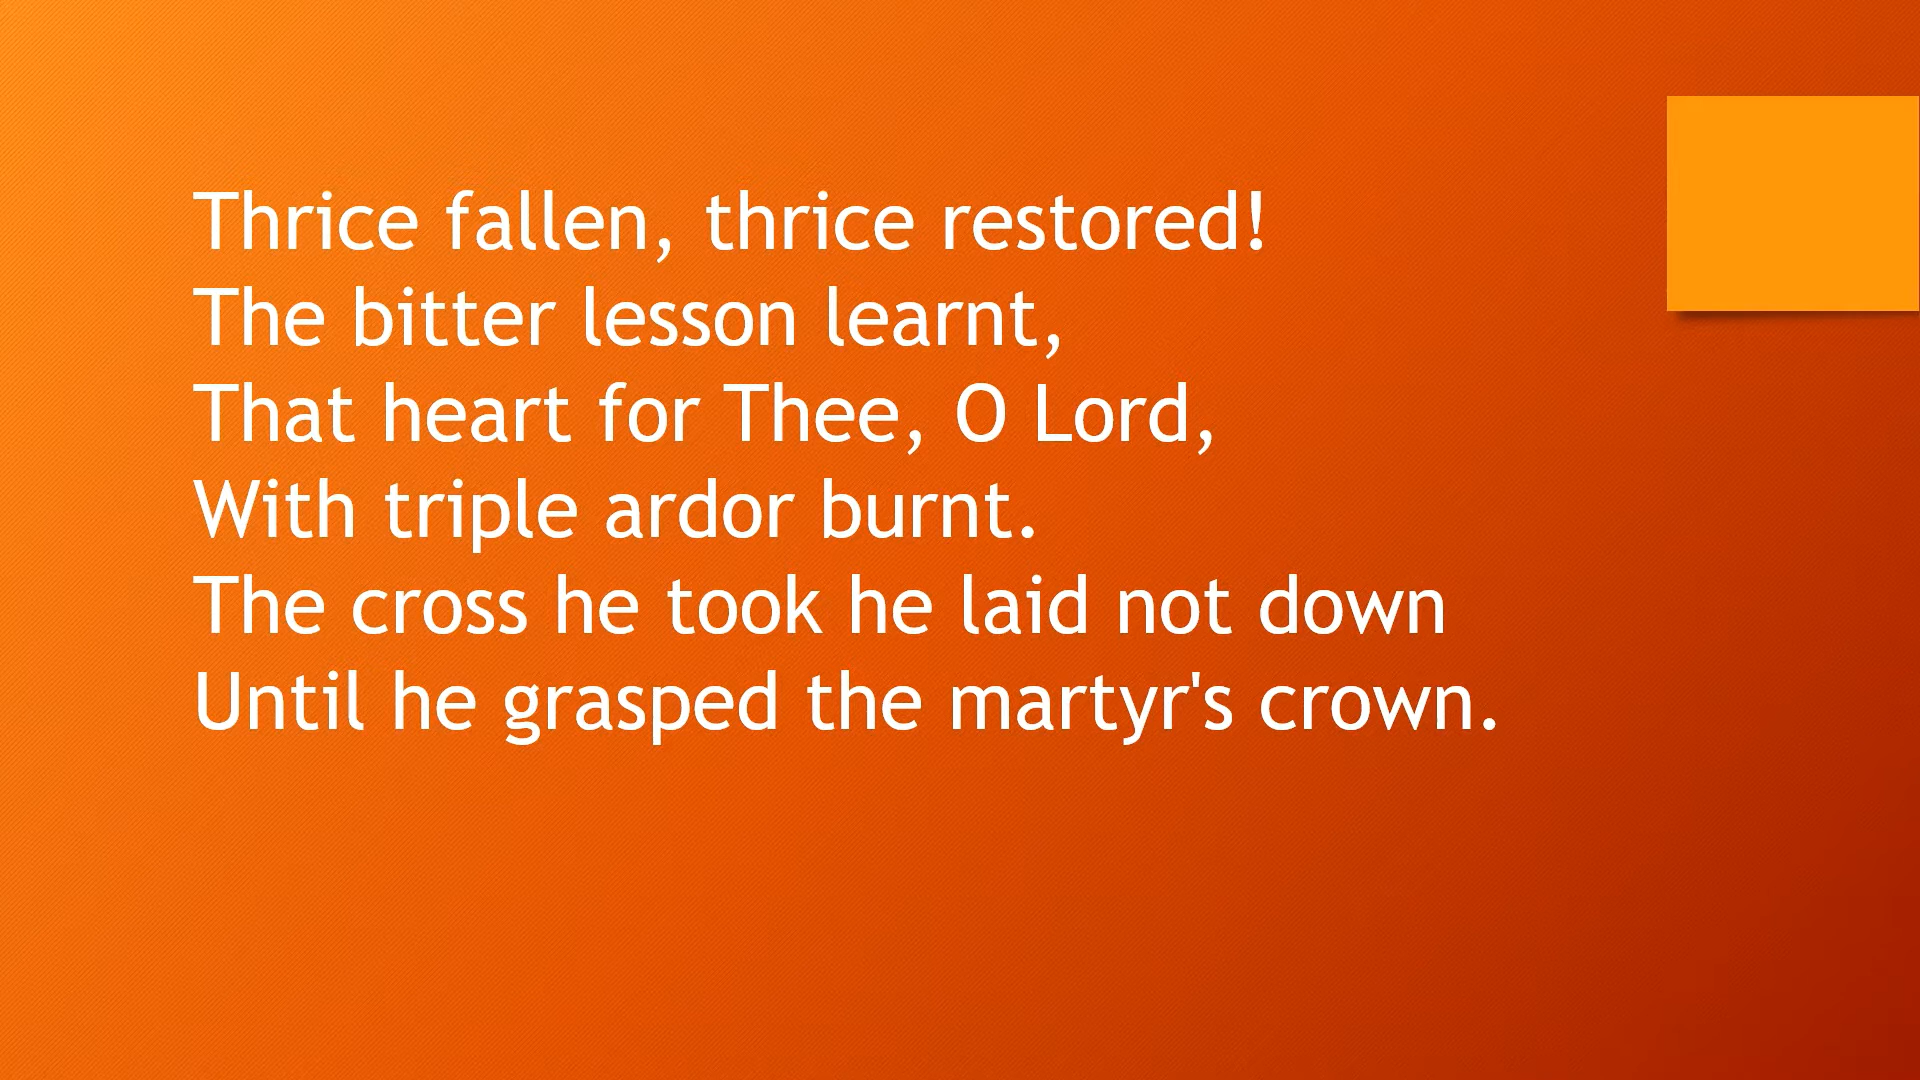 Thrice fallen, thrice restored!
The bitter lesson learnt,
That heart for Thee, O Lord,
With triple ardor burnt.
The cross he took he laid not down
Until he grasped the martyr's crown.